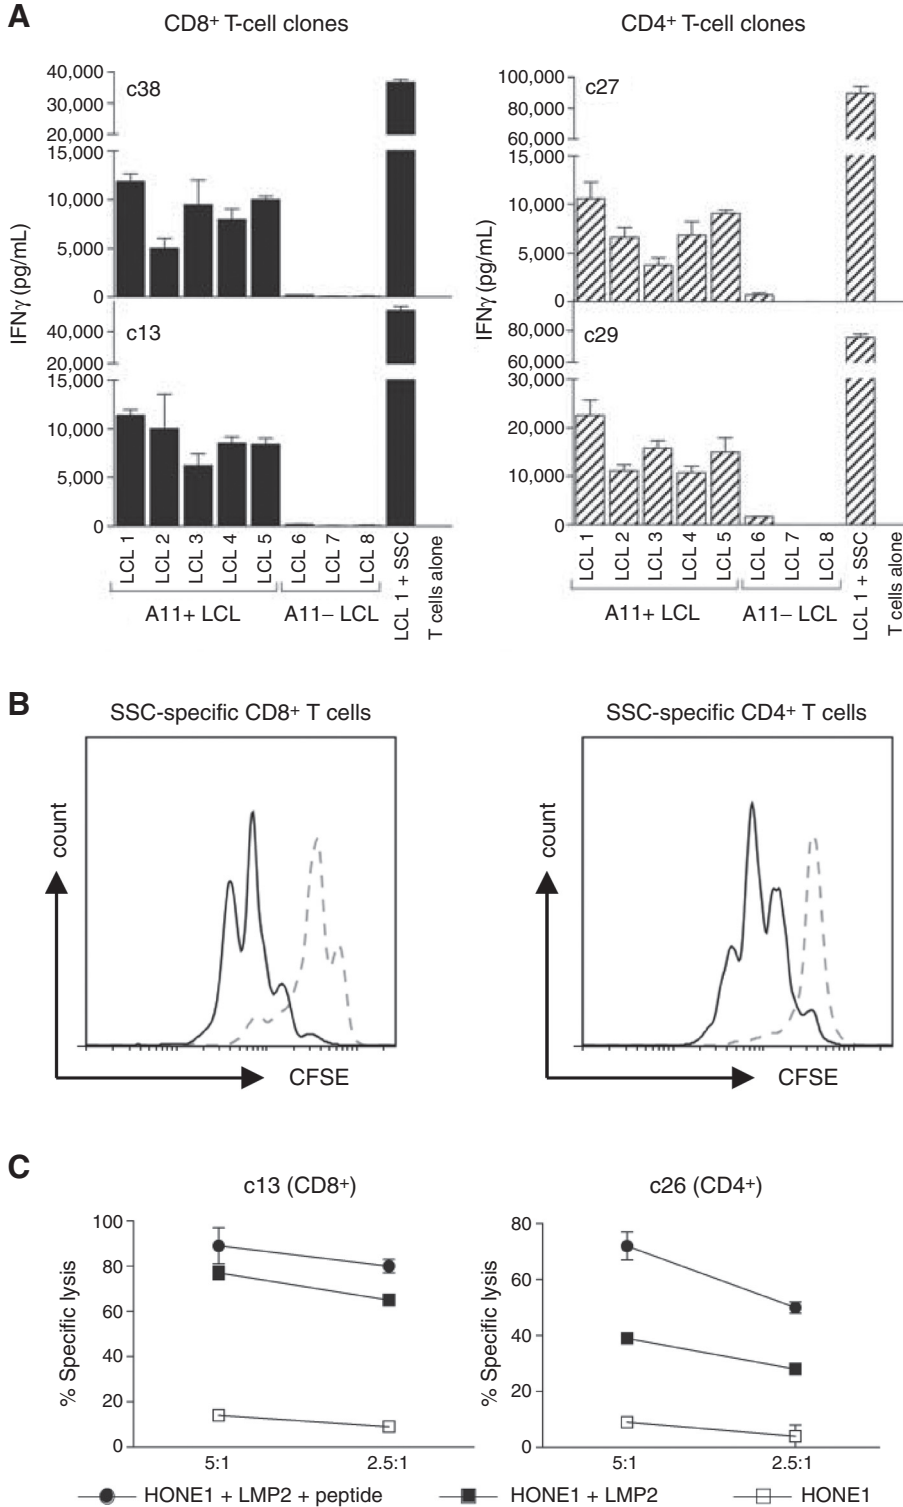 A
CD8+ T-cell clones
CD4+ T-cell clones
IFNγ (pg/mL)
c38
40,000
30,000
20,000
15,000
10,000
5,000
0
c13
40,000
20,000
15,000
10,000
5,000
0
LCL 1
LCL 2
LCL 3
LCL 4
LCL 5
LCL 6
LCL 7
LCL 8
LCL 1 + SSC
T cells alone
A11+ LCL
A11− LCL
IFNγ (pg/mL)
c27
100,000
80,000
60,000
15,000
10,000
5,000
0
c29
80,000
60,000
30,000
20,000
10,000
0
LCL 1
LCL 2
LCL 3
LCL 4
LCL 5
LCL 6
LCL 7
LCL 8
LCL 1 + SSC
T cells alone
A11+ LCL
A11− LCL
B
SSC-specific CD8+ T cells
count
CFSE
SSC-specific CD4+ T cells
count
CFSE
C
c13 (CD8+)
% Specific lysis
100
80
60
40
20
0
5:1
2.5:1
c26 (CD4+)
% Specific lysis
80
60
40
20
0
5:1
2.5:1
HONE1 + LMP2 + peptide
HONE1 + LMP2
HONE1